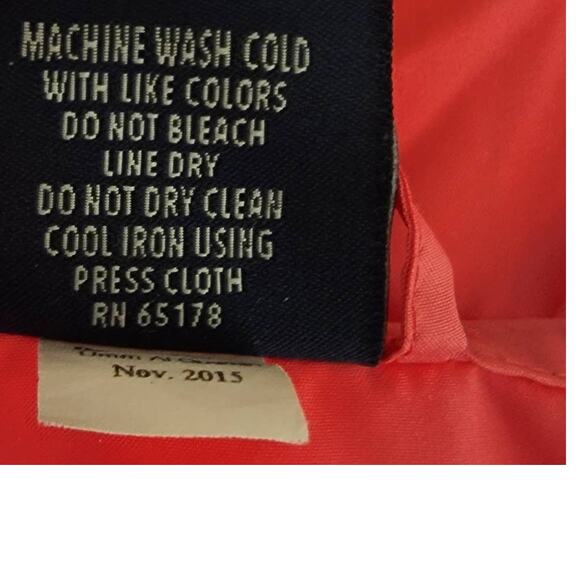 MACHINE WASH COLD
WITH LIKE COLORS
DO NOT BLEACH
LINE DRY
DO NOT DRY CLEAN
COOL IRON USING
PRESS CLOTH
RN 65178
Nov. 2015